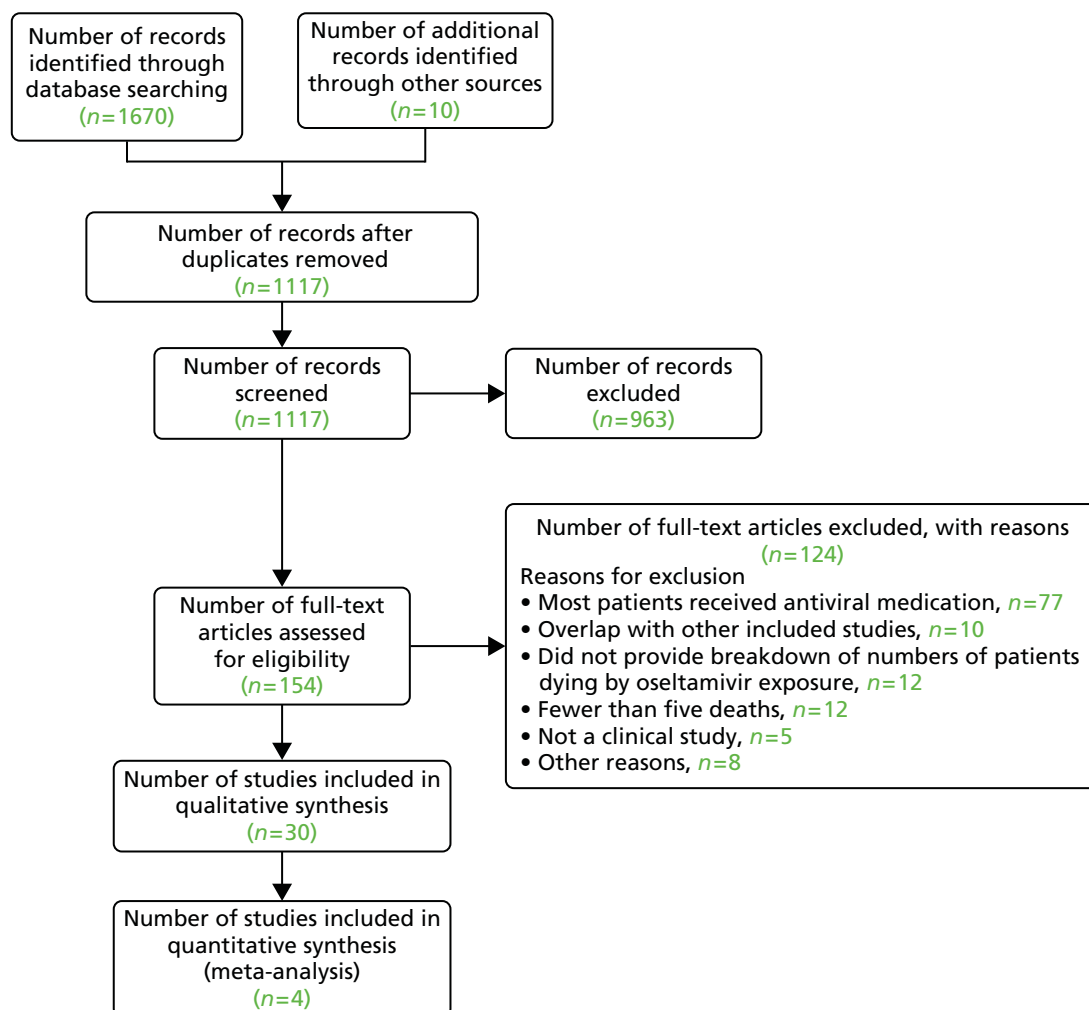 Number of records
identified through
database searching
(n=1670)
Number of additional
records identified
through other sources
(n=10)
Number of records after
duplicates removed
(n=1117)
Number of records
screened
(n=1117)
Number of records
excluded
(n=963)
Number of full-text
articles assessed
for eligibility
(n=154)
Number of full-text articles excluded, with reasons
(n=124)
Reasons for exclusion
• Most patients received antiviral medication, n=77
• Overlap with other included studies, n=10
• Did not provide breakdown of numbers of patients
dying by oseltamivir exposure, n=12
• Fewer than five deaths, n=12
• Not a clinical study, n=5
• Other reasons, n=8
Number of studies included in
qualitative synthesis
(n=30)
Number of studies included in
quantitative synthesis
(meta-analysis)
(n=4)